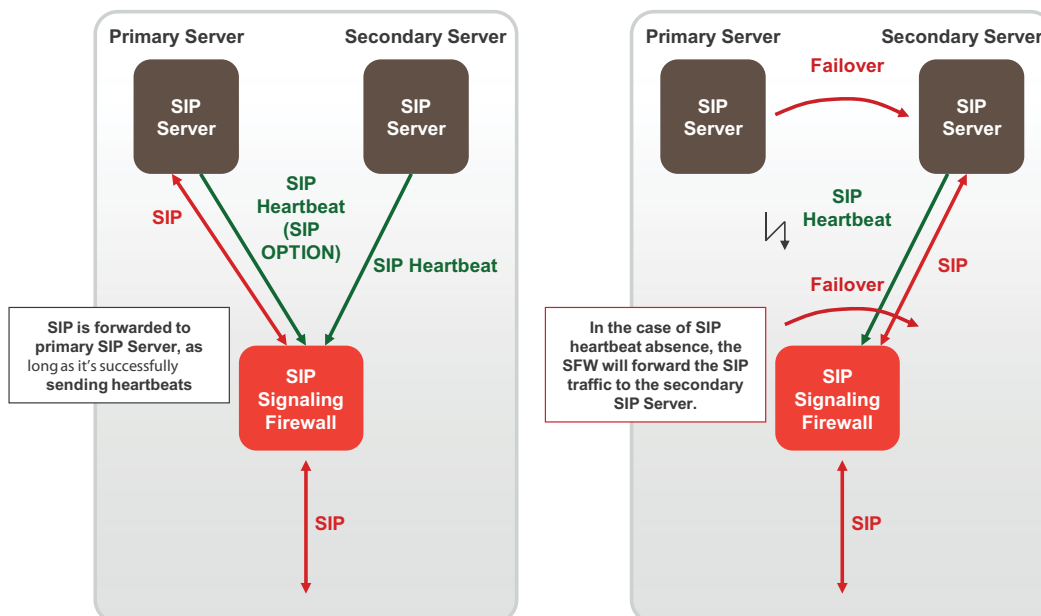 Primary Server
Secondary Server
SIP
Server
SIP
Server
SIP
SIP
Heartbeat
(SIP
OPTION)
SIP Heartbeat
SIP is forwarded to
primary SIP Server, as
long as it's successfully
sending heartbeats
SIP
Signaling
Firewall
SIP
Primary Server
Secondary Server
Failover
SIP
Server
SIP
Server
SIP
Heartbeat
SIP
Failover
In the case of SIP
heartbeat absence, the
SFW will forward the SIP
traffic to the secondary
SIP Server.
SIP
Signaling
Firewall
SIP